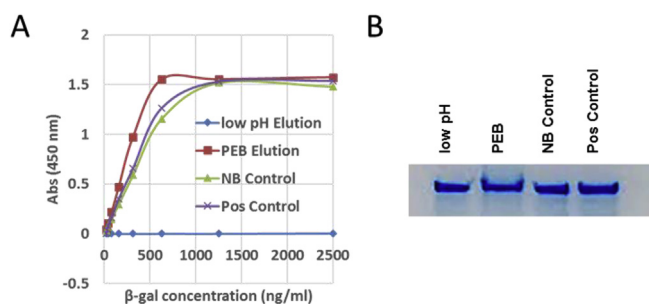 A
Abs (450 nm)
2
1.5
1
0.5
0
-0.5
0 500 1000 1500 2000 2500
β-gal concentration (ng/ml)
low pH Elution
PEB Elution
NB Control
Pos Control
B
low pH
PEB
NB Control
Pos Control